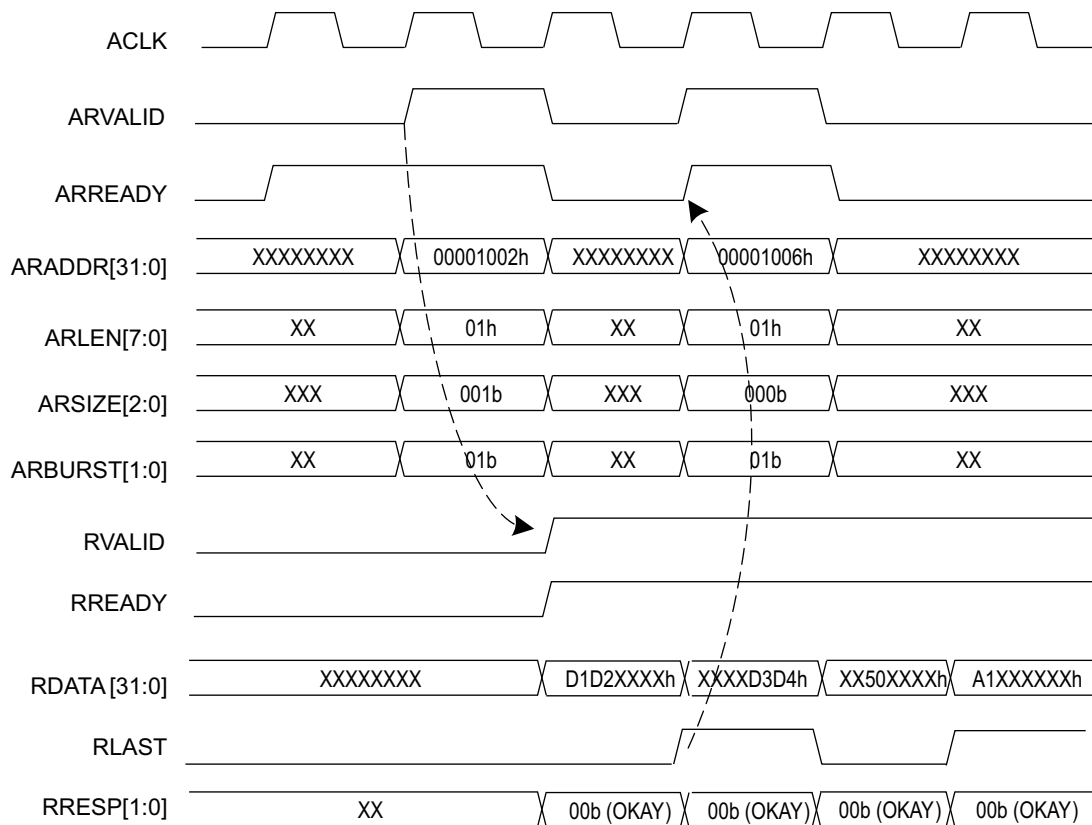 ACLK
ARVALID
ARREADY
ARADDR[31:0] XXXXXXXX 00001002h XXXXXXXX 00001006h XXXXXXXX
ARLEN[7:0] XX 01h XX 01h XX
ARSIZE[2:0] XXX 001b XXX 000b XXX
ARBURST[1:0] XX 01b XX 01b XX
RVALID
RREADY
RDATA [31:0] XXXXXXXX D1D2XXXXh XXXXD3D4h XX50XXXXh A1XXXXXXh
RLAST
RRESP[1:0] XX 00b (OKAY) 00b (OKAY) 00b (OKAY) 00b (OKAY)